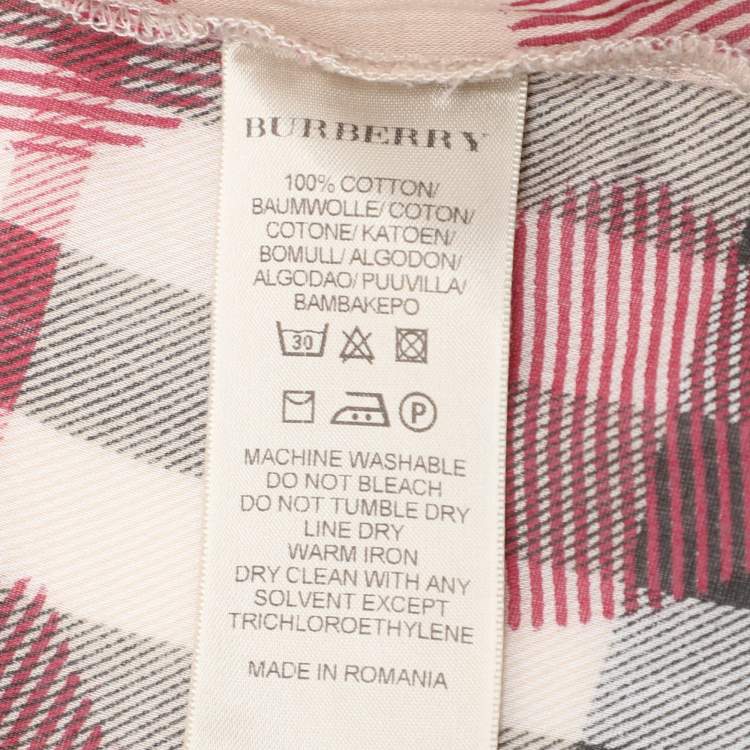 BURBERRY
100% COTTON/
BAUMWOLLE/ COTON/
COTONE/ KATOEN/
BOMULL/ ALGODON/
ALGODAO/ PUUVILLA/
BAMBAKEPO
30
P
MACHINE WASHABLE
DO NOT BLEACH
DO NOT TUMBLE DRY
LINE DRY
WARM IRON
DRY CLEAN WITH ANY
SOLVENT EXCEPT
TRICHLOROETHYLENE
MADE IN ROMANIA